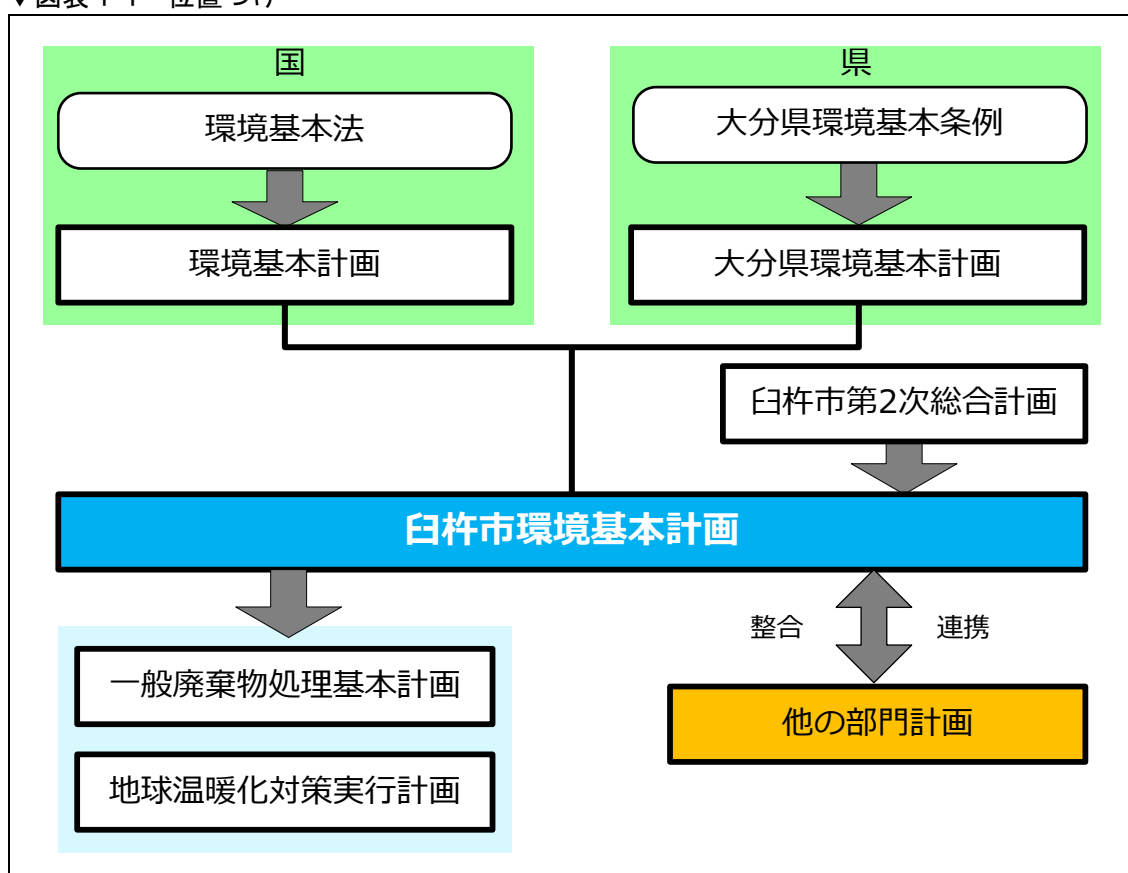 国
県
環境基本法
大分県環境基本条例
環境基本計画
大分県環境基本計画
臼杵市第2次総合計画
臼杵市環境基本計画
整合
連携
一般廃棄物処理基本計画
他の部門計画
地球温暖化対策実行計画